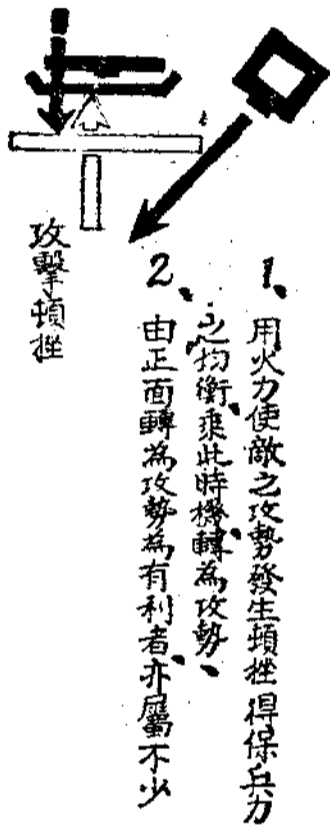 1、用火力使敵之攻勢發生頓挫得保兵力
之均衡乘此時機轉為攻勢、
2、由正面轉為攻勢為有利者亦屬不少
攻擊頓挫